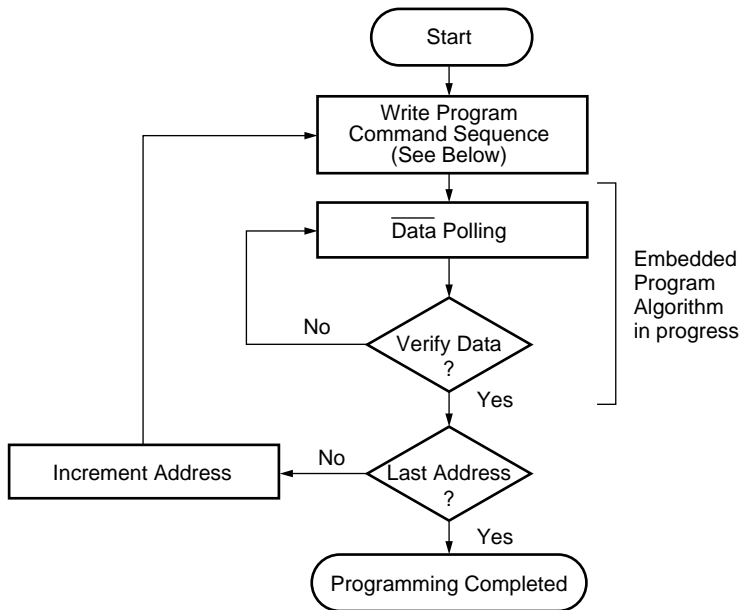 Start
Write Program
Command Sequence
(See Below)
Data Polling
Embedded
Program
Algorithm
in progress
No
Verify Data
?
Yes
Increment Address
No
Last Address
?
Yes
Programming Completed